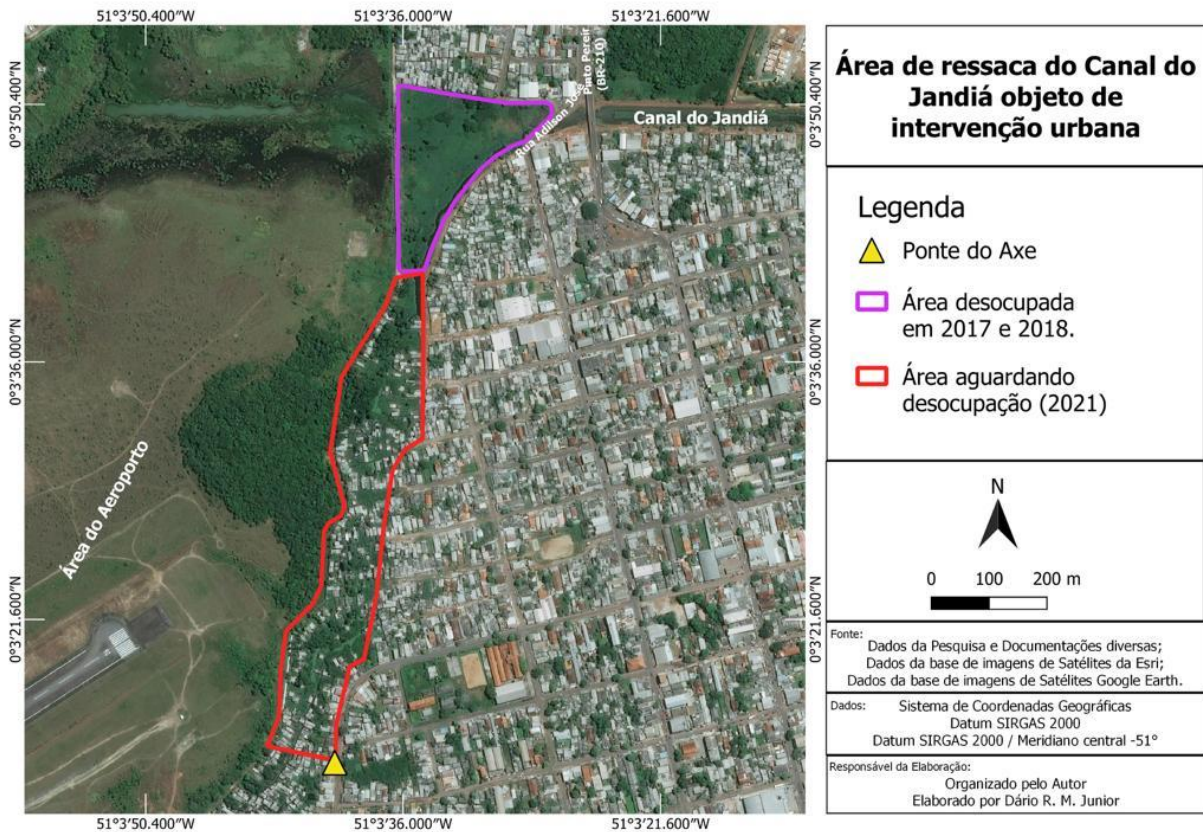 51°3'50.400"W
51°3'36.000"W
51°3'21.600"W
0°3'50.400"N
0°3'36.000"N
0°3'21.600"N
0°3'50.400"N
0°3'36.000"N
0°3'21.600"N
51°3'50.400"W
51°3'36.000"W
51°3'21.600"W
Rua Adilson José
Pinto Pereir
(BR-210)
Canal do Jandiá
Área do Aeroporto
Área de ressaca do Canal do
Jandiá objeto de
intervenção urbana
Legenda
Ponte do Axe
Área desocupada
em 2017 e 2018.
Área aguardando
desocupação (2021)
N
0 100 200 m
Fonte:
Dados da Pesquisa e Documentações diversas;
Dados da base de imagens de Satélites da Esri;
Dados da base de imagens de Satélites Google Earth.
Dados:
Sistema de Coordenadas Geográficas
Datum SIRGAS 2000
Datum SIRGAS 2000 / Meridiano central -51°
Responsável da Elaboração:
Organizado pelo Autor
Elaborado por Dário R. M. Junior